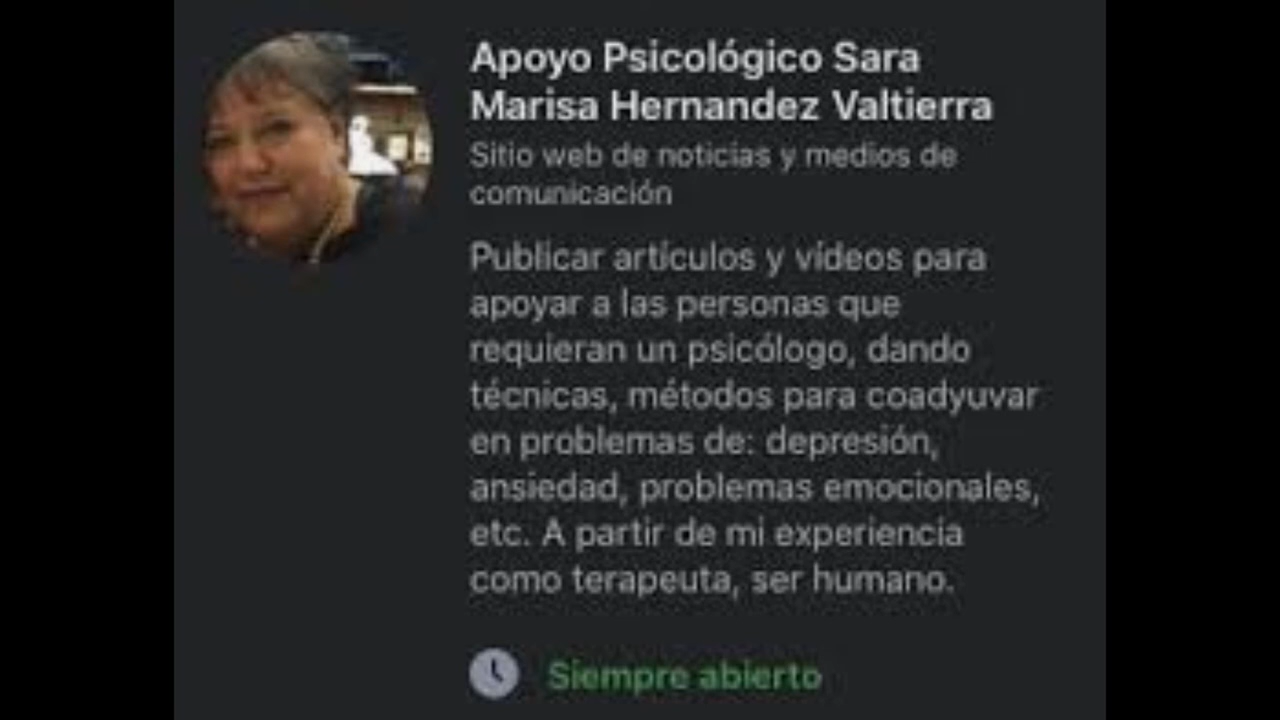 Apoyo Psicológico Sara
Marisa Hernandez Valtierra
Sitio web de noticias y medios de
comunicación
Publicar artículos y vídeos para
apoyar a las personas que
requieran un psicólogo, dando
técnicas, métodos para coadyuvar
en problemas de: depresión,
ansiedad, problemas emocionales,
etc. A partir de mi experiencia
como terapeuta, ser humano.
Siempre abierto